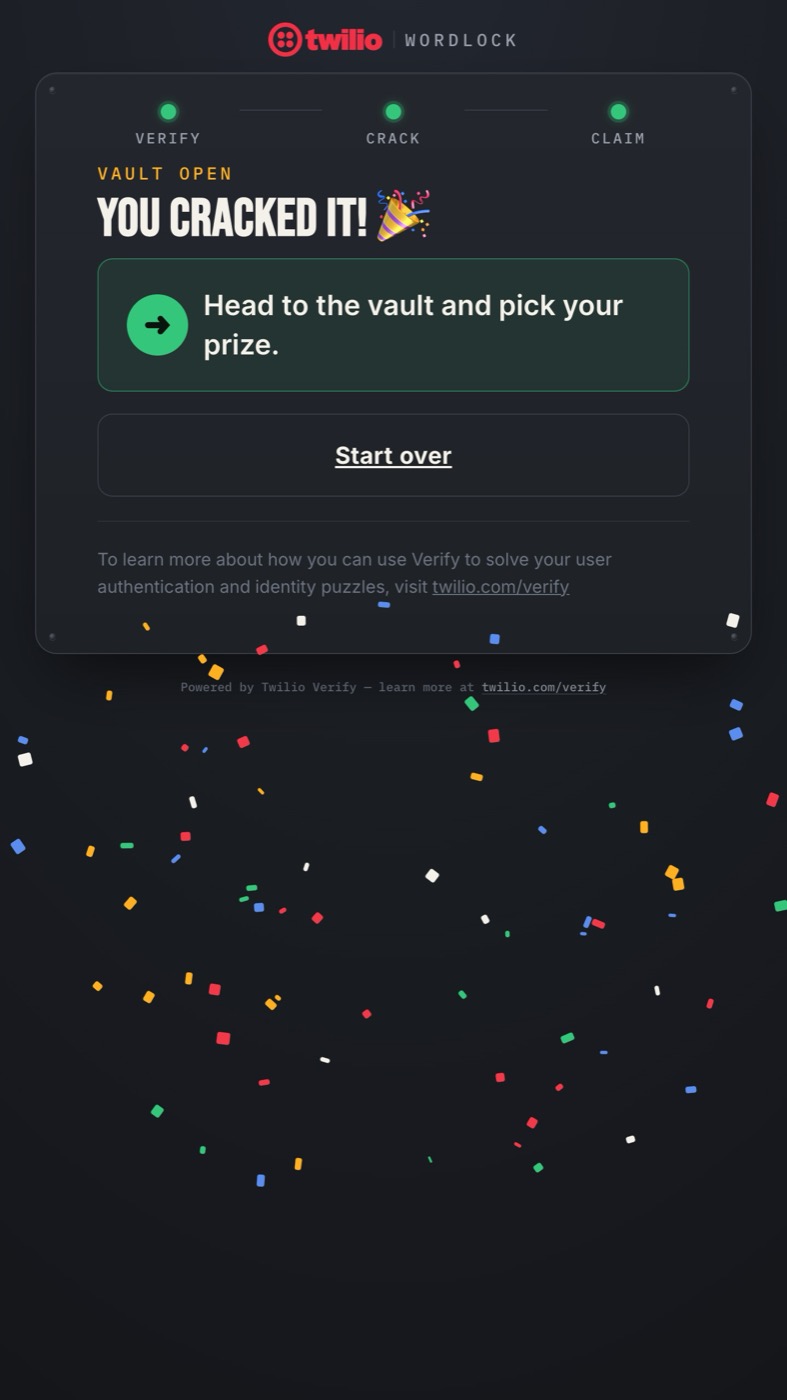 twilio WORDLOCK
VERIFY CRACK CLAIM
VAULT OPEN
YOU CRACKED IT! 🎉
Head to the vault and pick your
prize.
Start over
To learn more about how you can use Verify to solve your user
authentication and identity puzzles, visit twilio.com/verify
Powered by Twilio Verify — learn more at twilio.com/verify